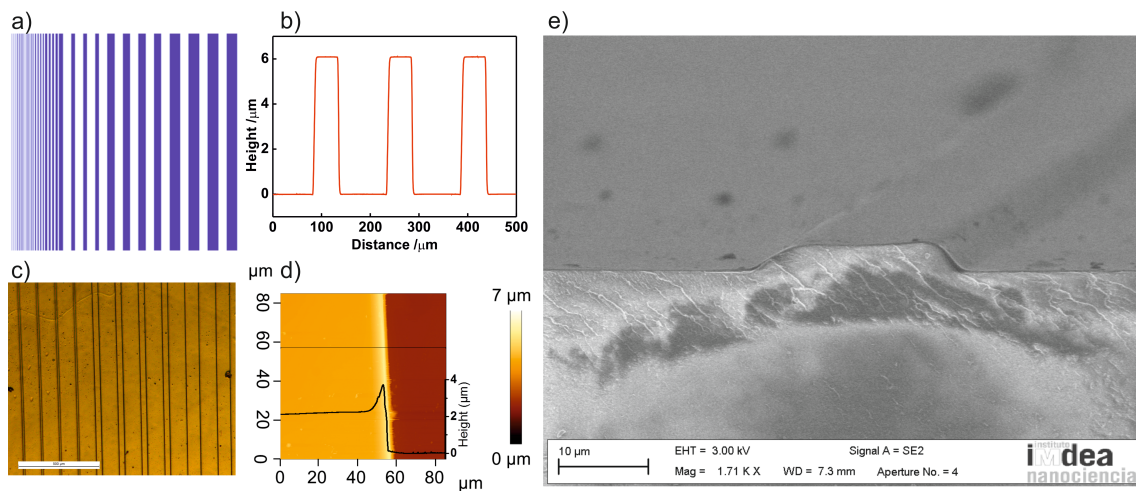 a)
b)
6
4
2
0
Height /μm
0 100 200 300 400 500
Distance /μm
c)
500 μm
d)
μm
80
60
40
20
0
0 20 40 60 80
μm
4
2
0
Height (μm)
7 μm
0 μm
e)
10 μm
EHT = 3.00 kV
Signal A = SE2
Mag = 1.71 K X
WD = 7.3 mm
Aperture No. = 4
instituto
iMdea
nanociencia